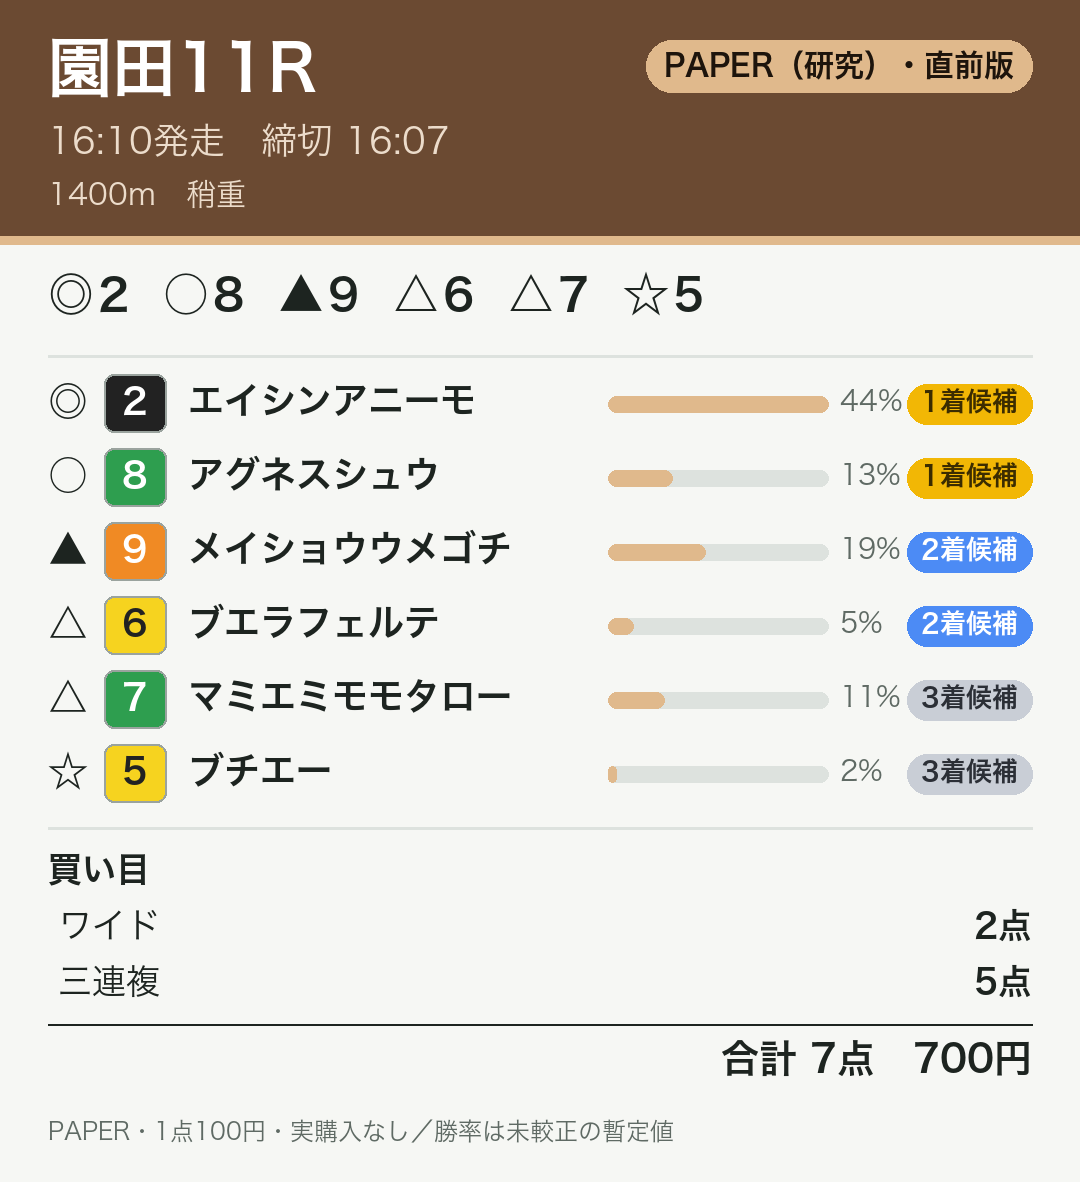 園田11R
PAPER（研究）・直前版
16:10発走　締切 16:07
1400m　稍重
◎2 ○8 ▲9 △6 △7 ☆5
◎ 2 エイシンアニーモ 44% 1着候補
○ 8 アグネスシュウ 13% 1着候補
▲ 9 メイショウウメゴチ 19% 2着候補
△ 6 ブエラフェルテ 5% 2着候補
△ 7 マミエミモモタロー 11% 3着候補
☆ 5 ブチエー 2% 3着候補
買い目
ワイド 2点
三連複 5点
合計 7点　700円
PAPER・1点100円・実購入なし／勝率は未較正の暫定値